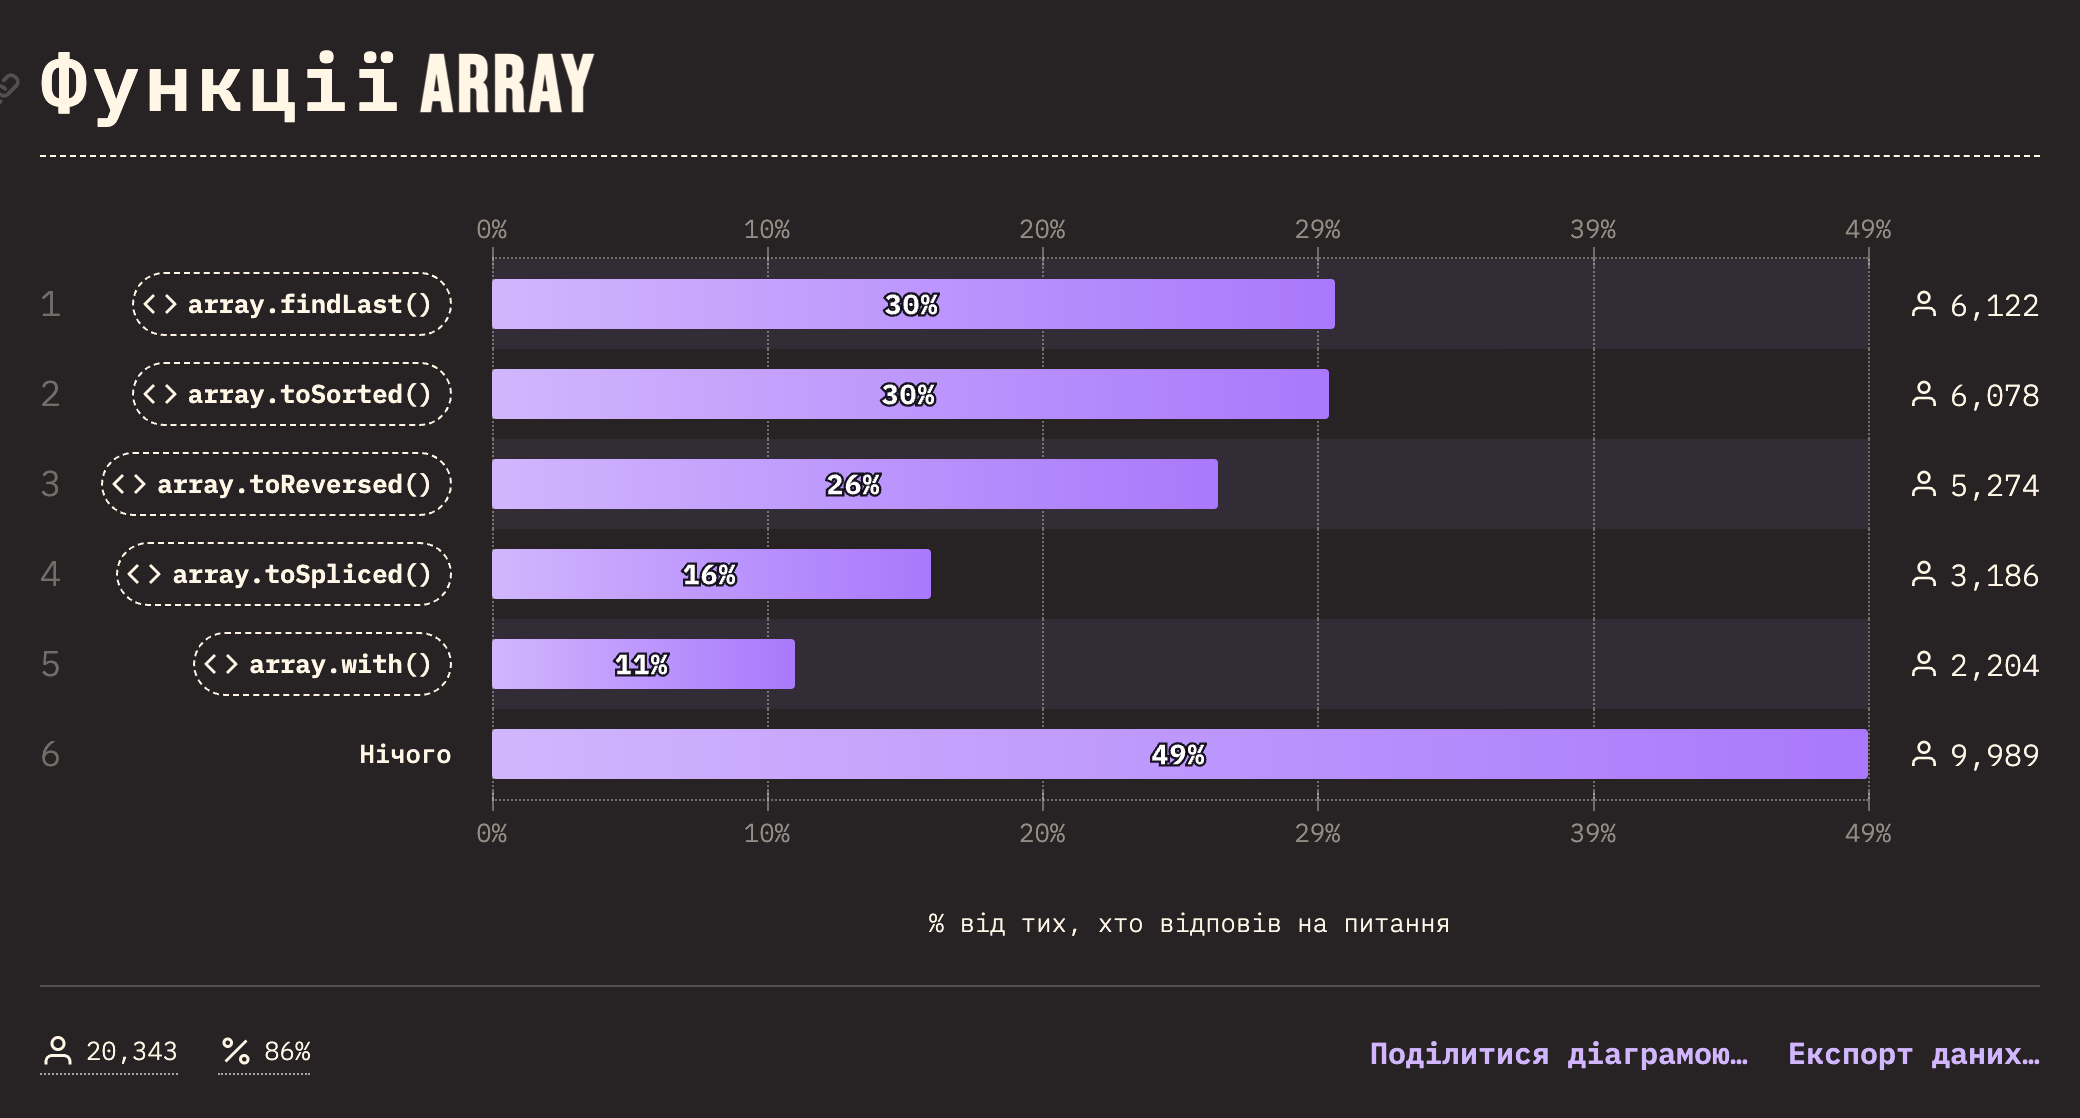 Функції ARRAY
0% 10% 20% 29% 39% 49%
1 <> array.findLast() 30% 6,122
2 <> array.toSorted() 30% 6,078
3 <> array.toReversed() 26% 5,274
4 <> array.toSpliced() 16% 3,186
5 <> array.with() 11% 2,204
6 Нічого 49% 9,989
0% 10% 20% 29% 39% 49%
% від тих, хто відповів на питання
20,343 % 86% Поділитися діаграмою… Експорт даних…